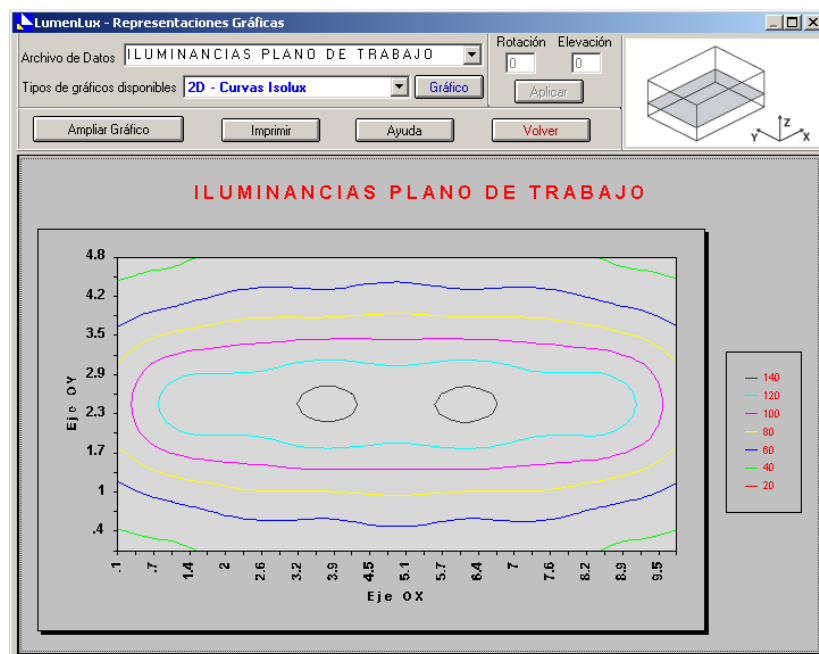 LumenLux - Representaciones Gráficas
Archivo de Datos ILUMINANCIAS PLANO DE TRABAJO
Tipos de gráficos disponibles 2D - Curvas Isolux Gráfico
Rotación Elevación
0 0
Aplicar
Ampliar Gráfico Imprimir Ayuda Volver
Z
Y X
ILUMINANCIAS PLANO DE TRABAJO
4.8
4.2
3.5
2.9
2.3
1.7
1
.4
Eje OY
.1 .7 1.4 2 2.6 3.2 3.9 4.5 5.1 5.7 6.4 7 7.6 8.2 8.9 9.5
Eje OX
140
120
100
80
60
40
20